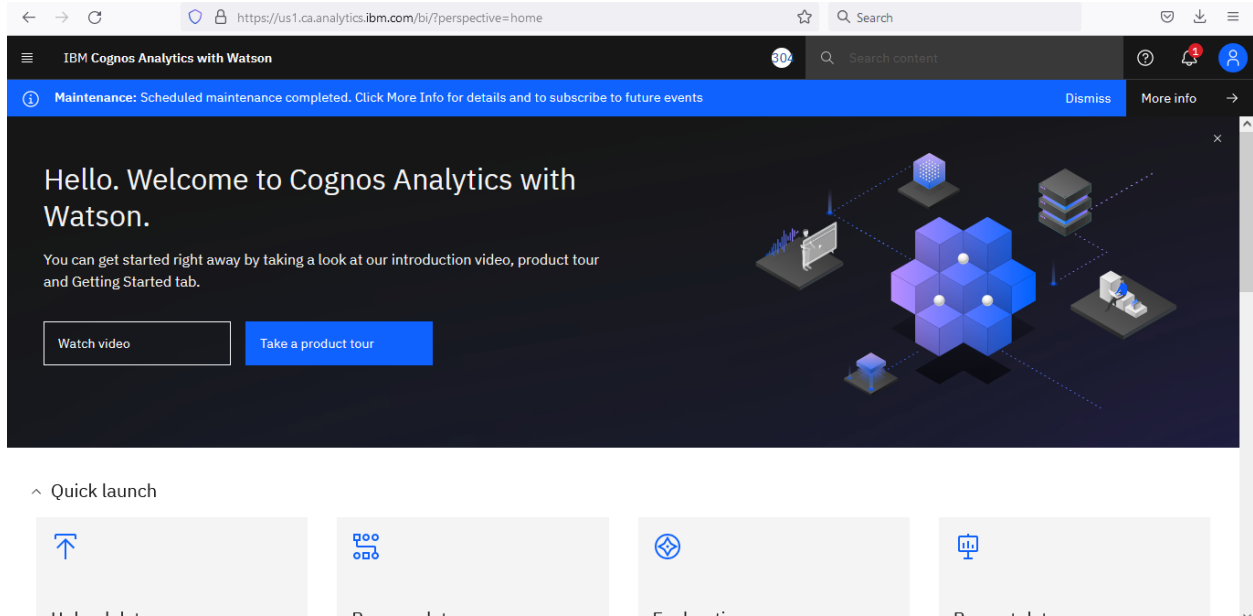 https://us1.ca.analytics.ibm.com/bi/?perspective=home
Search
IBM Cognos Analytics with Watson
304
Search content
1
Maintenance: Scheduled maintenance completed. Click More Info for details and to subscribe to future events
Dismiss
More info
Hello. Welcome to Cognos Analytics with
Watson.
You can get started right away by taking a look at our introduction video, product tour
and Getting Started tab.
Watch video
Take a product tour
Quick launch